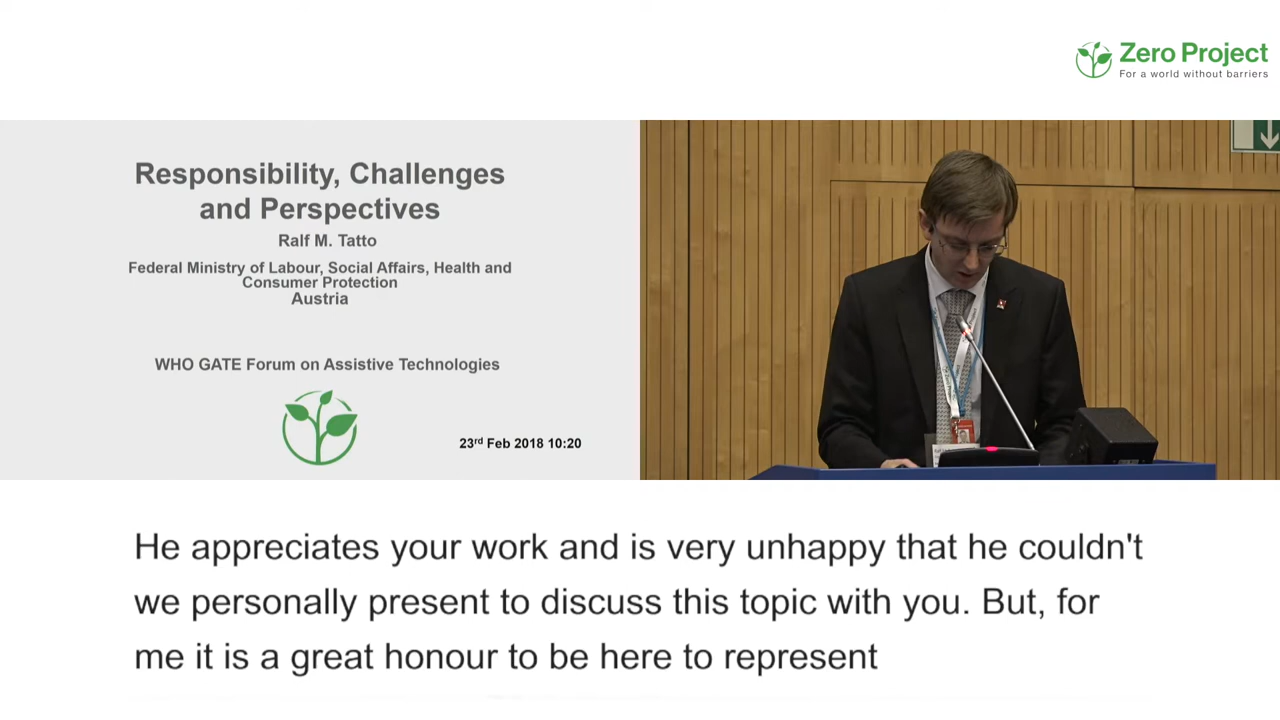 Zero Project
For a world without barriers
Responsibility, Challenges
and Perspectives
Ralf M. Tatto
Federal Ministry of Labour, Social Affairs, Health and
Consumer Protection
Austria
WHO GATE Forum on Assistive Technologies
23rd Feb 2018 10:20
He appreciates your work and is very unhappy that he couldn't
we personally present to discuss this topic with you. But, for
me it is a great honour to be here to represent